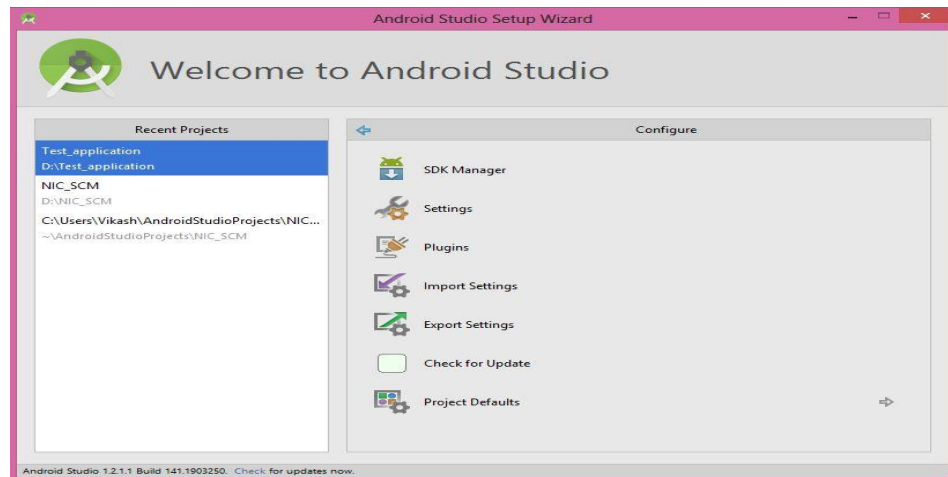 Android Studio Setup Wizard
Welcome to Android Studio
Recent Projects
Test_application
D:\Test_application
NIC_SCM
D:\NIC_SCM
C:\Users\Vikash\AndroidStudioProjects\NIC...
~\AndroidStudioProjects\NIC_SCM
Configure
SDK Manager
Settings
Plugins
Import Settings
Export Settings
Check for Update
Project Defaults
Android Studio 1.2.1.1 Build 141.1903250. Check for updates now.